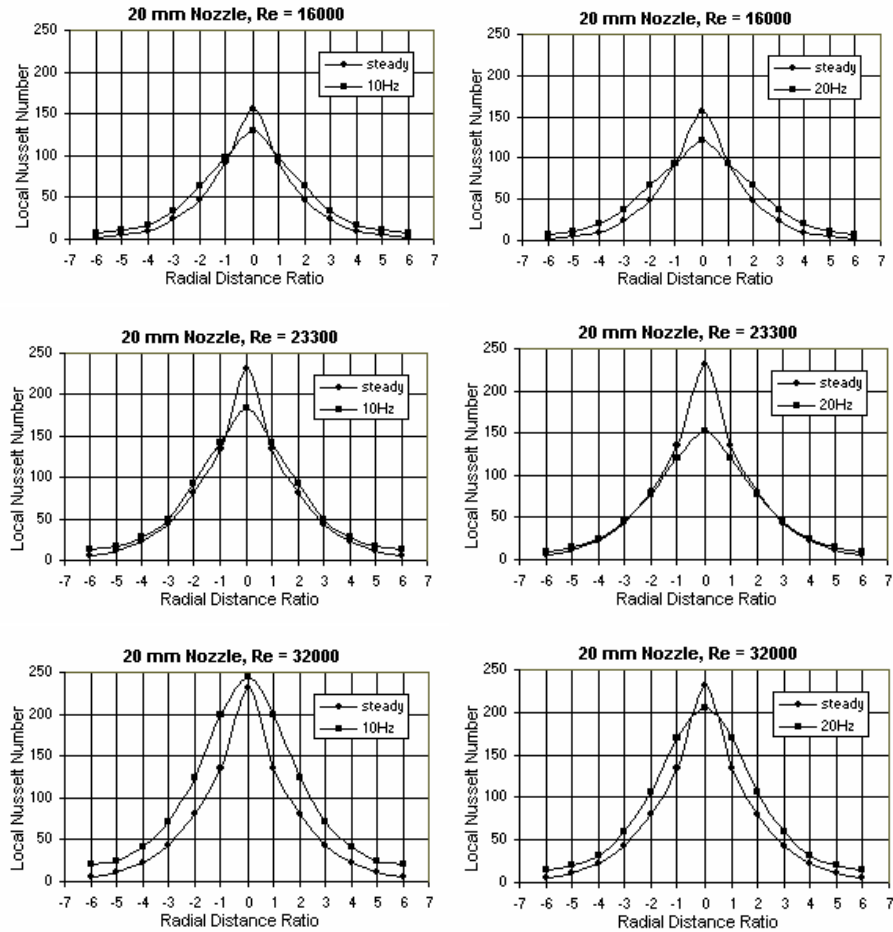 20 mm Nozzle, Re = 16000
Local Nusselt Number
250
200
150
100
50
0
steady
10Hz
-7 -6 -5 -4 -3 -2 -1 0 1 2 3 4 5 6 7
Radial Distance Ratio
20 mm Nozzle, Re = 16000
Local Nusselt Number
250
200
150
100
50
0
steady
20Hz
-7 -6 -5 -4 -3 -2 -1 0 1 2 3 4 5 6 7
Radial Distance Ratio
20 mm Nozzle, Re = 23300
Local Nusselt Number
250
200
150
100
50
0
steady
10Hz
-7 -6 -5 -4 -3 -2 -1 0 1 2 3 4 5 6 7
Radial Distance Ratio
20 mm Nozzle, Re = 23300
Local Nusselt Number
250
200
150
100
50
0
steady
20Hz
-7 -6 -5 -4 -3 -2 -1 0 1 2 3 4 5 6 7
Radial Distance Ratio
20 mm Nozzle, Re = 32000
Local Nusselt Number
250
200
150
100
50
0
steady
10Hz
-7 -6 -5 -4 -3 -2 -1 0 1 2 3 4 5 6 7
Radial Distance Ratio
20 mm Nozzle, Re = 32000
Local Nusselt Number
250
200
150
100
50
0
steady
20Hz
-7 -6 -5 -4 -3 -2 -1 0 1 2 3 4 5 6 7
Radial Distance Ratio